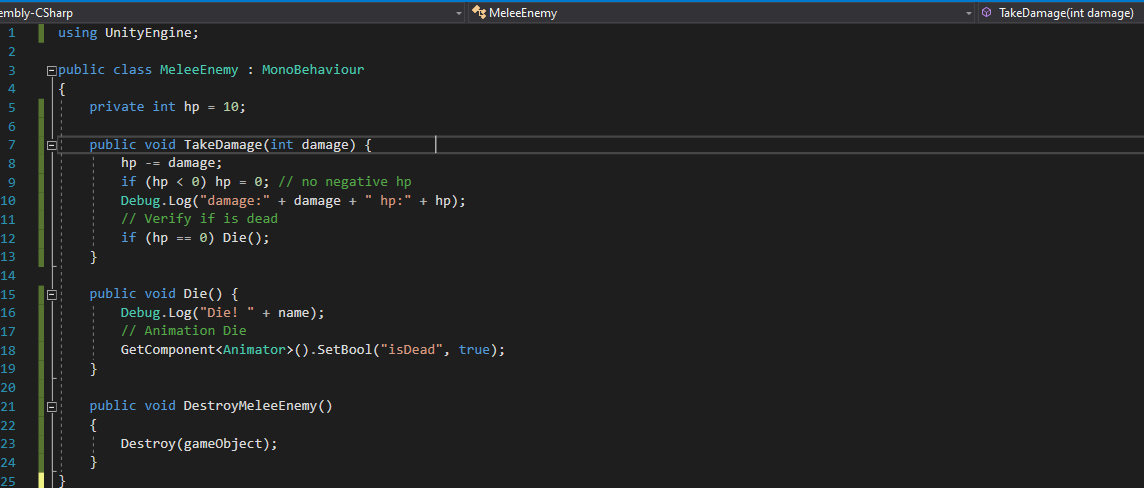 embly-CSharp MeleeEnemy TakeDamage(int damage)
1 using UnityEngine;
2
3 public class MeleeEnemy : MonoBehaviour
4 {
5 private int hp = 10;
6
7 public void TakeDamage(int damage) {
8 hp -= damage;
9 if (hp < 0) hp = 0; // no negative hp
10 Debug.Log("damage:" + damage + " hp:" + hp);
11 // Verify if is dead
12 if (hp == 0) Die();
13 }
14
15 public void Die() {
16 Debug.Log("Die! " + name);
17 // Animation Die
18 GetComponent<Animator>().SetBool("isDead", true);
19 }
20
21 public void DestroyMeleeEnemy()
22 {
23 Destroy(gameObject);
24 }
25 }